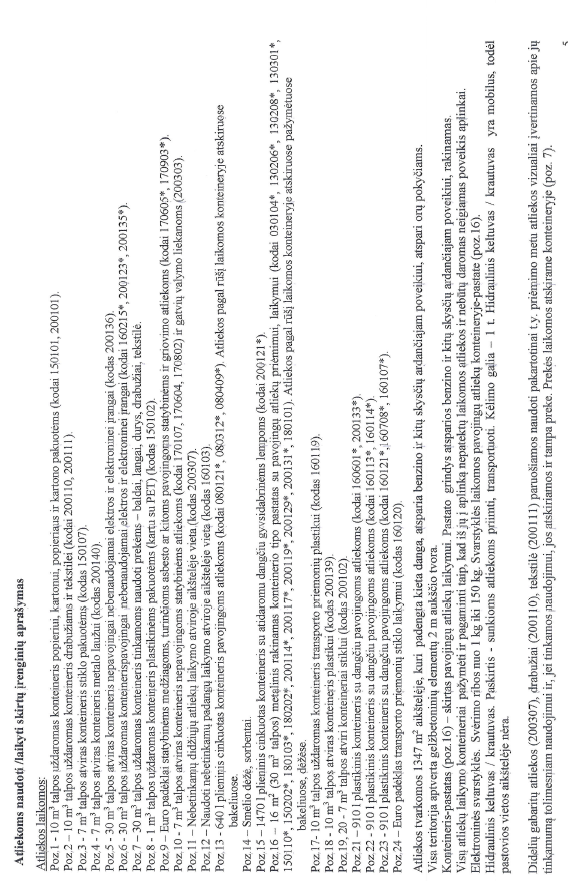 Atliekoms naudoti /laikyti skirtų įrenginių aprašymas
Atliekos laikomos:
Poz.1 - 10 m³ talpos uždaromas konteineris popieriui, kartonui, popieriaus ir kartono pakuotėms (kodai 150101, 200101).
Poz.2 – 10 m³ talpos uždaromas konteineris drabužiams ir tekstilei (kodai 200110, 200111).
Poz.3 - 7 m³ talpos atviras konteineris stiklo pakuotėms (kodas 150107).
Poz.4 - 7 m³ talpos atviras konteineris metalo laužui (kodas 200140).
Poz.5 - 30 m³ talpos atviras konteineris nepavojingai nebenaudojamai elektros ir elektroninei įrangai (kodas 200136).
Poz.6 - 30 m³ talpos uždaromas konteinerispavojingai nebenaudojamai elektros ir elektroninei įrangai (kodai 160215*, 200123*, 200135*).
Poz.7 - 30 m³ talpos uždaromas konteineris tinkamoms naudoti prekėms – baldai, langai, durys, drabužiai, tekstilė.
Poz.8 - 1 m³ talpos uždaromas konteineris plastikinėms pakuotėms (kartu su PET) (kodas 150102).
Poz.9 – Euro padėklai statybinėms medžiagoms, turinčioms asbesto ar kitoms pavojingoms statybinėms ir griovimo atliekoms (kodai 170605*, 170903*).
Poz.10 - 7 m³ talpos atviras konteineris nepavojingoms statybinėms atliekoms (kodai 170107, 170604, 170802) ir gatvių valymo liekanoms (200303).
Poz.11 – Nebetinkamų didžiųjų atliekų laikymo atviroje aikštelėje vieta (kodas 200307).
Poz.12 – Naudoti nebetinkamų padangų laikymo atviroje aikštelėje vieta (kodas 160103).
Poz.13 - 640 l plieninis cinkuotas konteineris pavojingoms atliekoms (kodai 080121*, 080312*, 080409*). Atliekos pagal rūšį laikomos konteineryje atskiruose
bakeliuose.
Poz.14 – Smėlio dėžė, sorbentai.
Poz.15 – 1470 l plieninis cinkuotas konteineris su atidaromu dangčiu gyvsidabrinėms lempoms (kodai 200121*).
Poz.16 – 16 m² (30 m³ talpos) metalinis rakinamas konteinerio tipo pastatas su pavojingų atliekų priėmimui, laikymui (kodai 030104*, 130206*, 130208*, 130301*,
150110*, 150202*, 180103*, 180202*, 200114*, 200117*, 200119*, 200129*, 200131*, 180101). Atliekos pagal rūšį laikomos konteineryje atskiruose pažymėtuose
bakeliuose, dėžėse.
Poz.17- 10 m³ talpos uždaromas konteineris transporto priemonių plastikui (kodas 160119).
Poz.18 - 10 m³ talpos atviras konteineris plastikui (kodas 200139).
Poz.19, 20 - 7 m³ talpos atviri konteineriai stiklui (kodas 200102).
Poz.21 – 910 l plastikinis konteineris su dangčiu pavojingoms atliekoms (kodas 160601*, 200133*).
Poz.22 – 910 l plastikinis konteineris su dangčiu pavojingoms atliekoms (kodas 160113*, 160114*).
Poz.23 – 910 l plastikinis konteineris su dangčiu pavojingoms atliekoms (kodas 160121*,160708*, 160107*).
Poz.24 – Euro padėklas transporto priemonių stiklo laikymui (kodas 160120).
Atliekos tvarkomos 1347 m² aikštelėje, kuri padengta kieta danga, atsparia benzino ir kitų skysčių ardančiajam poveikiui, atspari orų pokyčiams.
Visa teritorija aptverta gelžbetoninių elementų 2 m aukščio tvora.
Konteineris-pastatas (poz.16) – skirtas pavojingų atliekų laikymui. Pastato grindys atsparios benzino ir kitų skysčių ardančiajam poveikiui, rakinamas.
Visų atliekų laikymo konteineriai pažymėti ir pagaminti taip, kad iš jų į aplinką nepatektų laikomos atliekos ir nebūtų daromas neigiamas poveikis aplinkai.
Elektroninės svarstyklės. Svėrimo ribos nuo 1 kg iki 150 kg. Svarstyklės laikomos pavojingų atliekų konteineryje-pastate (poz.16).
Hidraulinis keltuvas / krautuvas. Paskirtis - sunkioms atliekoms priimti, transportuoti. Kėlimo galia – 1 t. Hidraulinis keltuvas / krautuvas yra mobilus, todėl
pastovios vietos aikštelėje nėra.
Didelių gabaritų atliekos (200307), drabužiai (200110), tekstilė (200111) paruošiamos naudoti pakartotinai t.y. priėmimo metu atliekos vizualiai įvertinamos apie jų
tinkamumą tolimesniam naudojimui ir, jei tinkamos naudojimui, jos atskiriamos ir tampa preke. Prekės laikomos atskirame konteineryje (poz. 7).